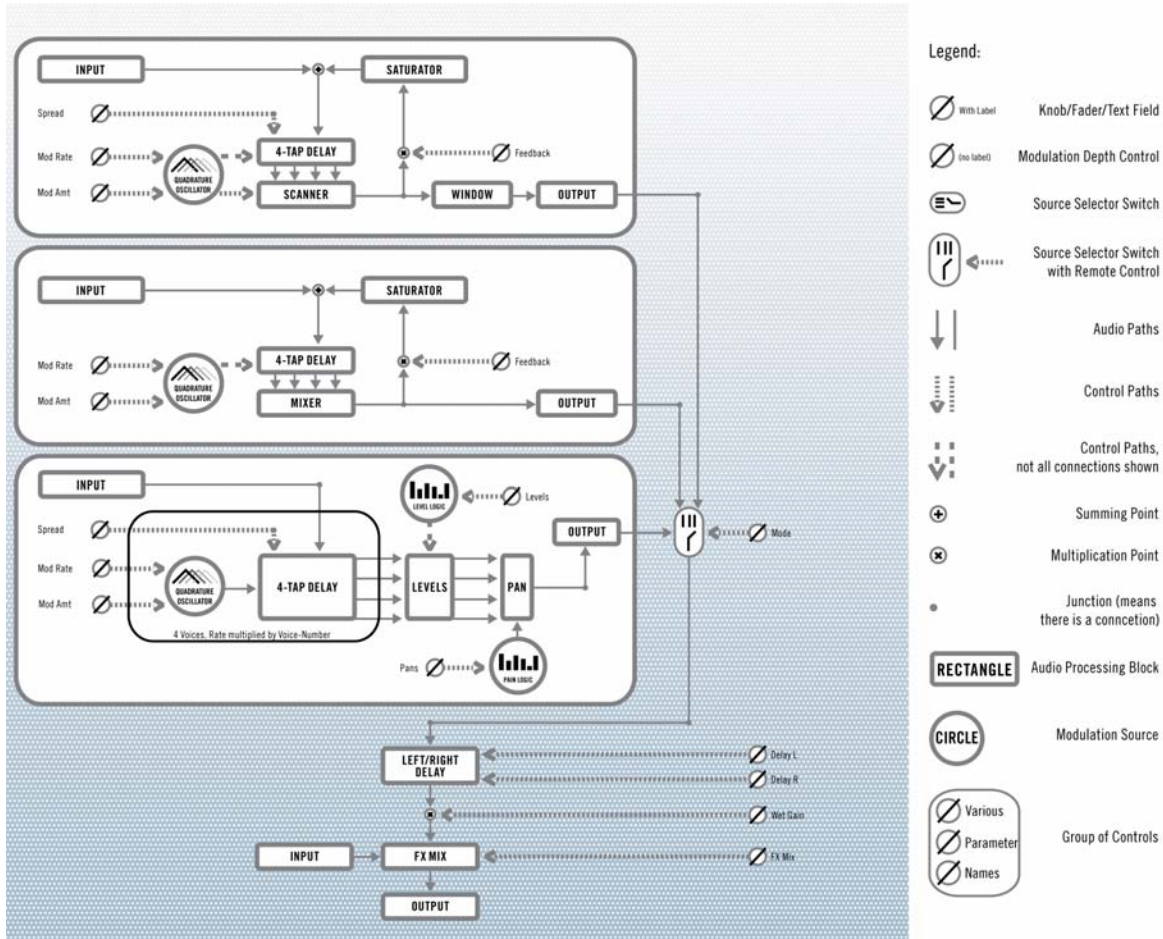 INPUT
SATURATOR
Spread
4-TAP DELAY
Feedback
Mod Rate
QUADRATURE
OSCILLATOR
Mod Amt
SCANNER
WINDOW
OUTPUT
INPUT
SATURATOR
Mod Rate
4-TAP DELAY
Feedback
QUADRATURE
OSCILLATOR
Mod Amt
MIXER
OUTPUT
INPUT
LEVEL LOGIC
Levels
Spread
OUTPUT
Mode
Mod Rate
QUADRATURE
OSCILLATOR
4-TAP DELAY
LEVELS
PAN
Mod Amt
4 Voices, Rate multiplied by Voice-Number
Pans
PAIN LOGIC
LEFT/RIGHT
DELAY
Delay L
Delay R
Wet Gain
INPUT
FX MIX
FX Mix
OUTPUT
Legend:
With Label
Knob/Fader/Text Field
(no label)
Modulation Depth Control
Source Selector Switch
Source Selector Switch
with Remote Control
Audio Paths
Control Paths
Control Paths,
not all connections shown
Summing Point
Multiplication Point
Junction (means
there is a conncetion)
RECTANGLE
Audio Processing Block
CIRCLE
Modulation Source
Various
Parameter
Names
Group of Controls